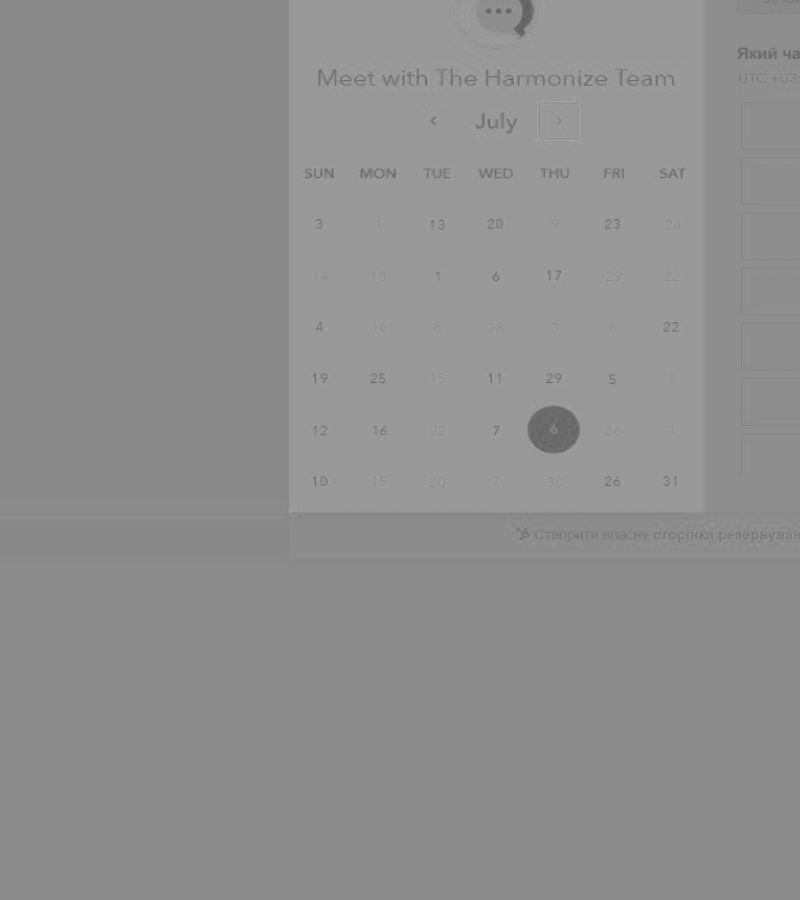 Meet with The Harmonize Team
July
SUN MON TUE WED THU FRI SAT
3 1 13 20 9 23 24
14 18 1 6 17 29 22
4 16 8 28 3 6 22
19 25 15 11 29 5 6
12 16 22 7 6 26 1
10 15 20 7 30 26 31
Який ча
UTC +03:
Створити власну сторінка резервуван